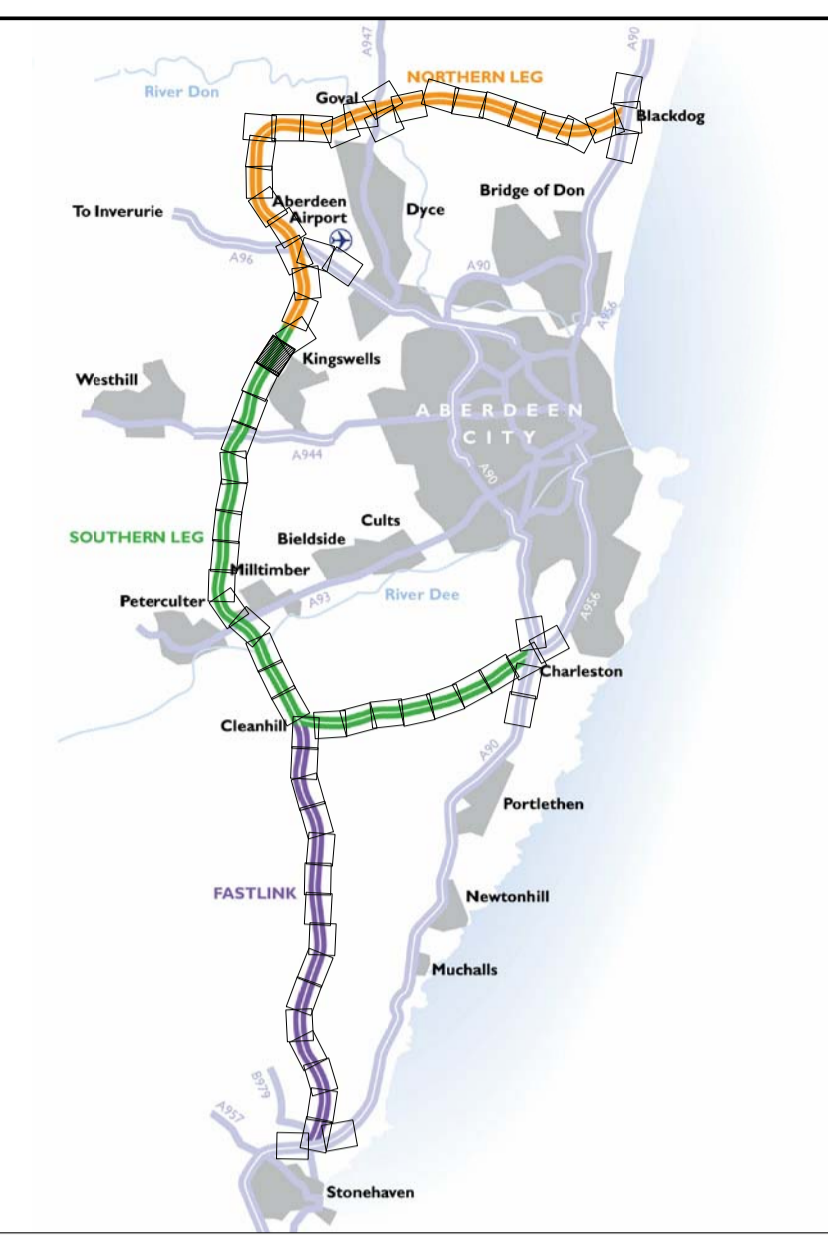 A947
A90
NORTHERN LEG
River Don
Goval
Blackdog
Bridge of Don
Aberdeen
Airport
To Inverurie
Dyce
A96
A90
A956
Kingswells
Westhill
ABERDEEN
CITY
A944
A90
Cults
SOUTHERN LEG
Bieldside
Milltimber
Peterculter
A93
River Dee
A956
Charleston
Cleanhill
A90
Portlethen
FASTLINK
Newtonhill
Muchalls
B979
A957
Stonehaven